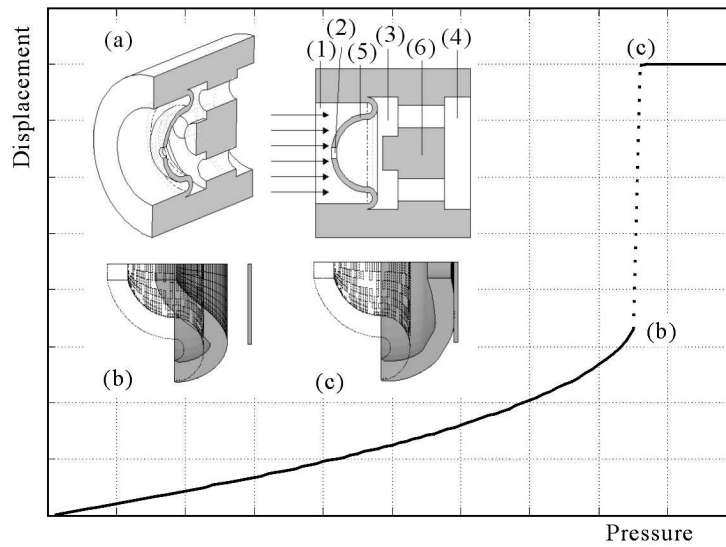 Displacement
(a)
(1)
(2)
(5)
(3)
(6)
(4)
(c)
(b)
(b)
(c)
Pressure